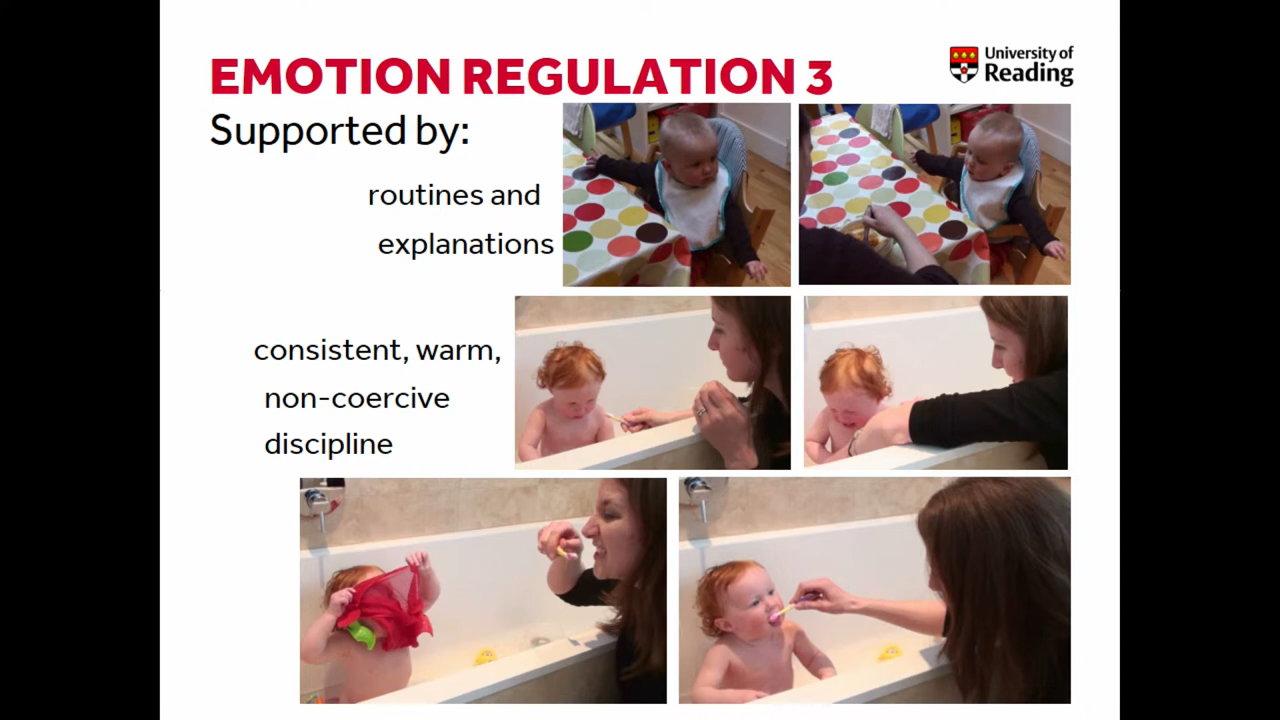 EMOTION REGULATION 3
University of
Reading
Supported by:
routines and
explanations
consistent, warm,
non-coercive
discipline